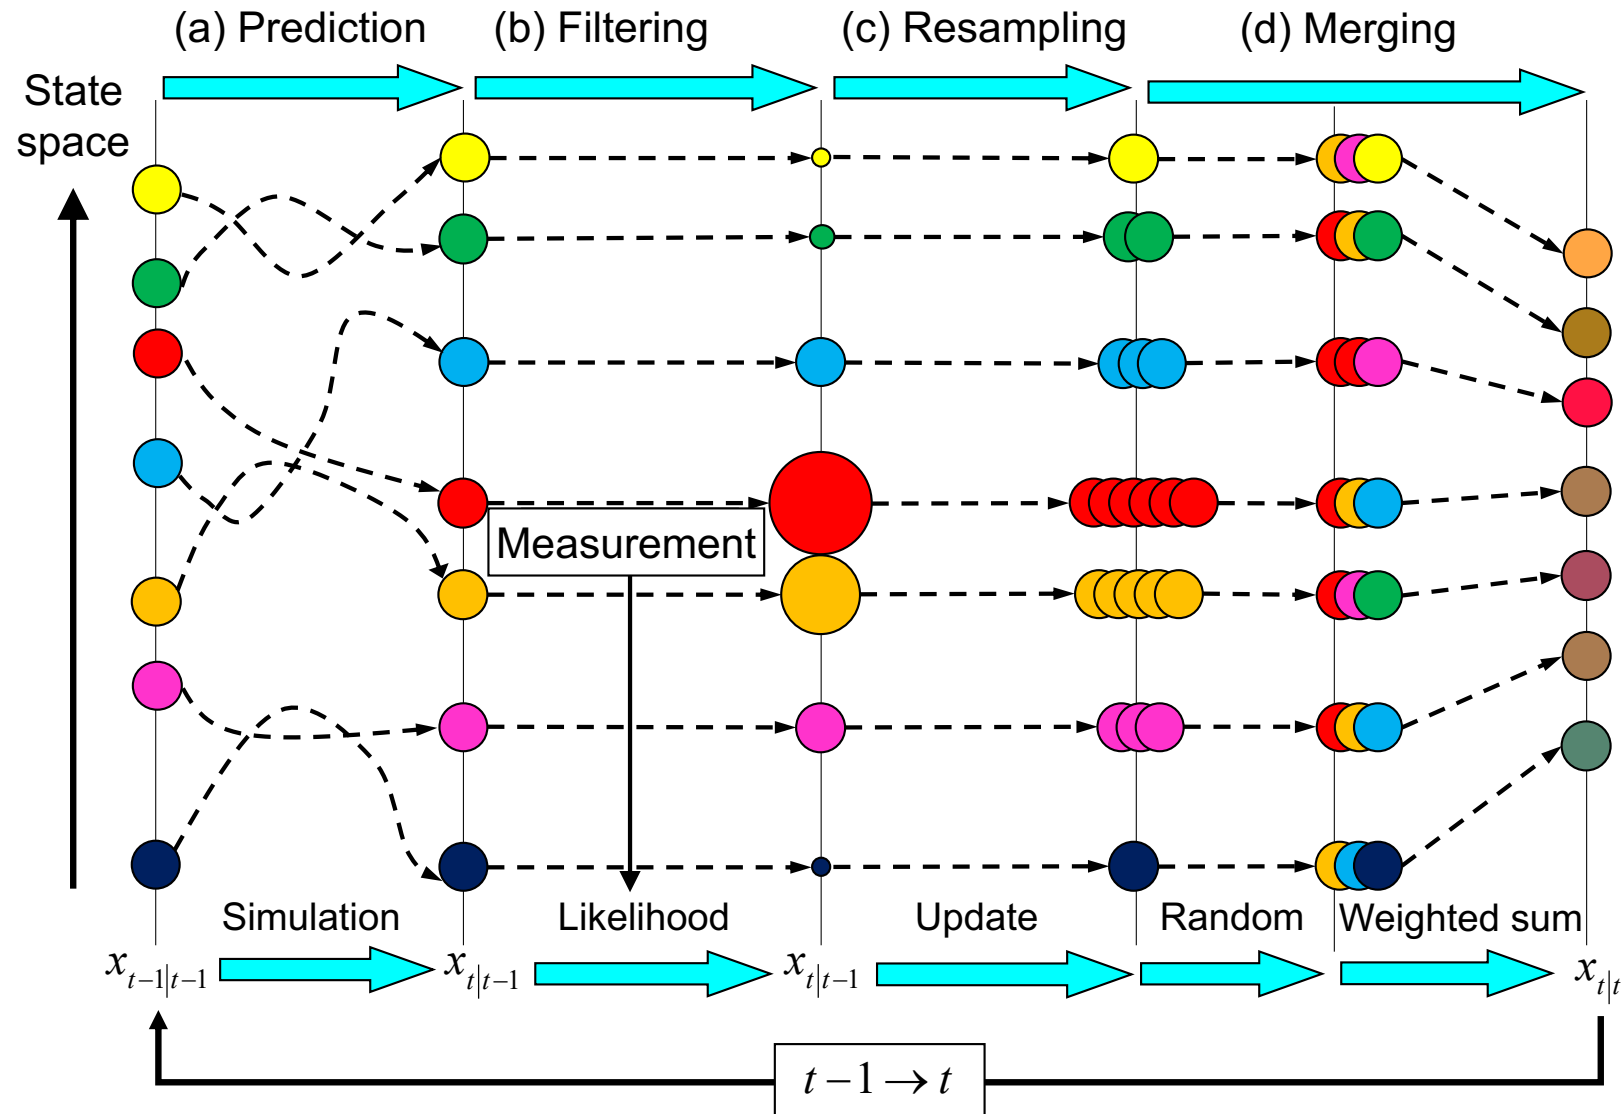 (a) Prediction
(b) Filtering
(c) Resampling
(d) Merging
State
space
Measurement
Simulation
Likelihood
Update
Random
Weighted sum
x_{t-1|t-1}
x_{t|t-1}
x_{t|t-1}
x_{t|t}
t−1→t